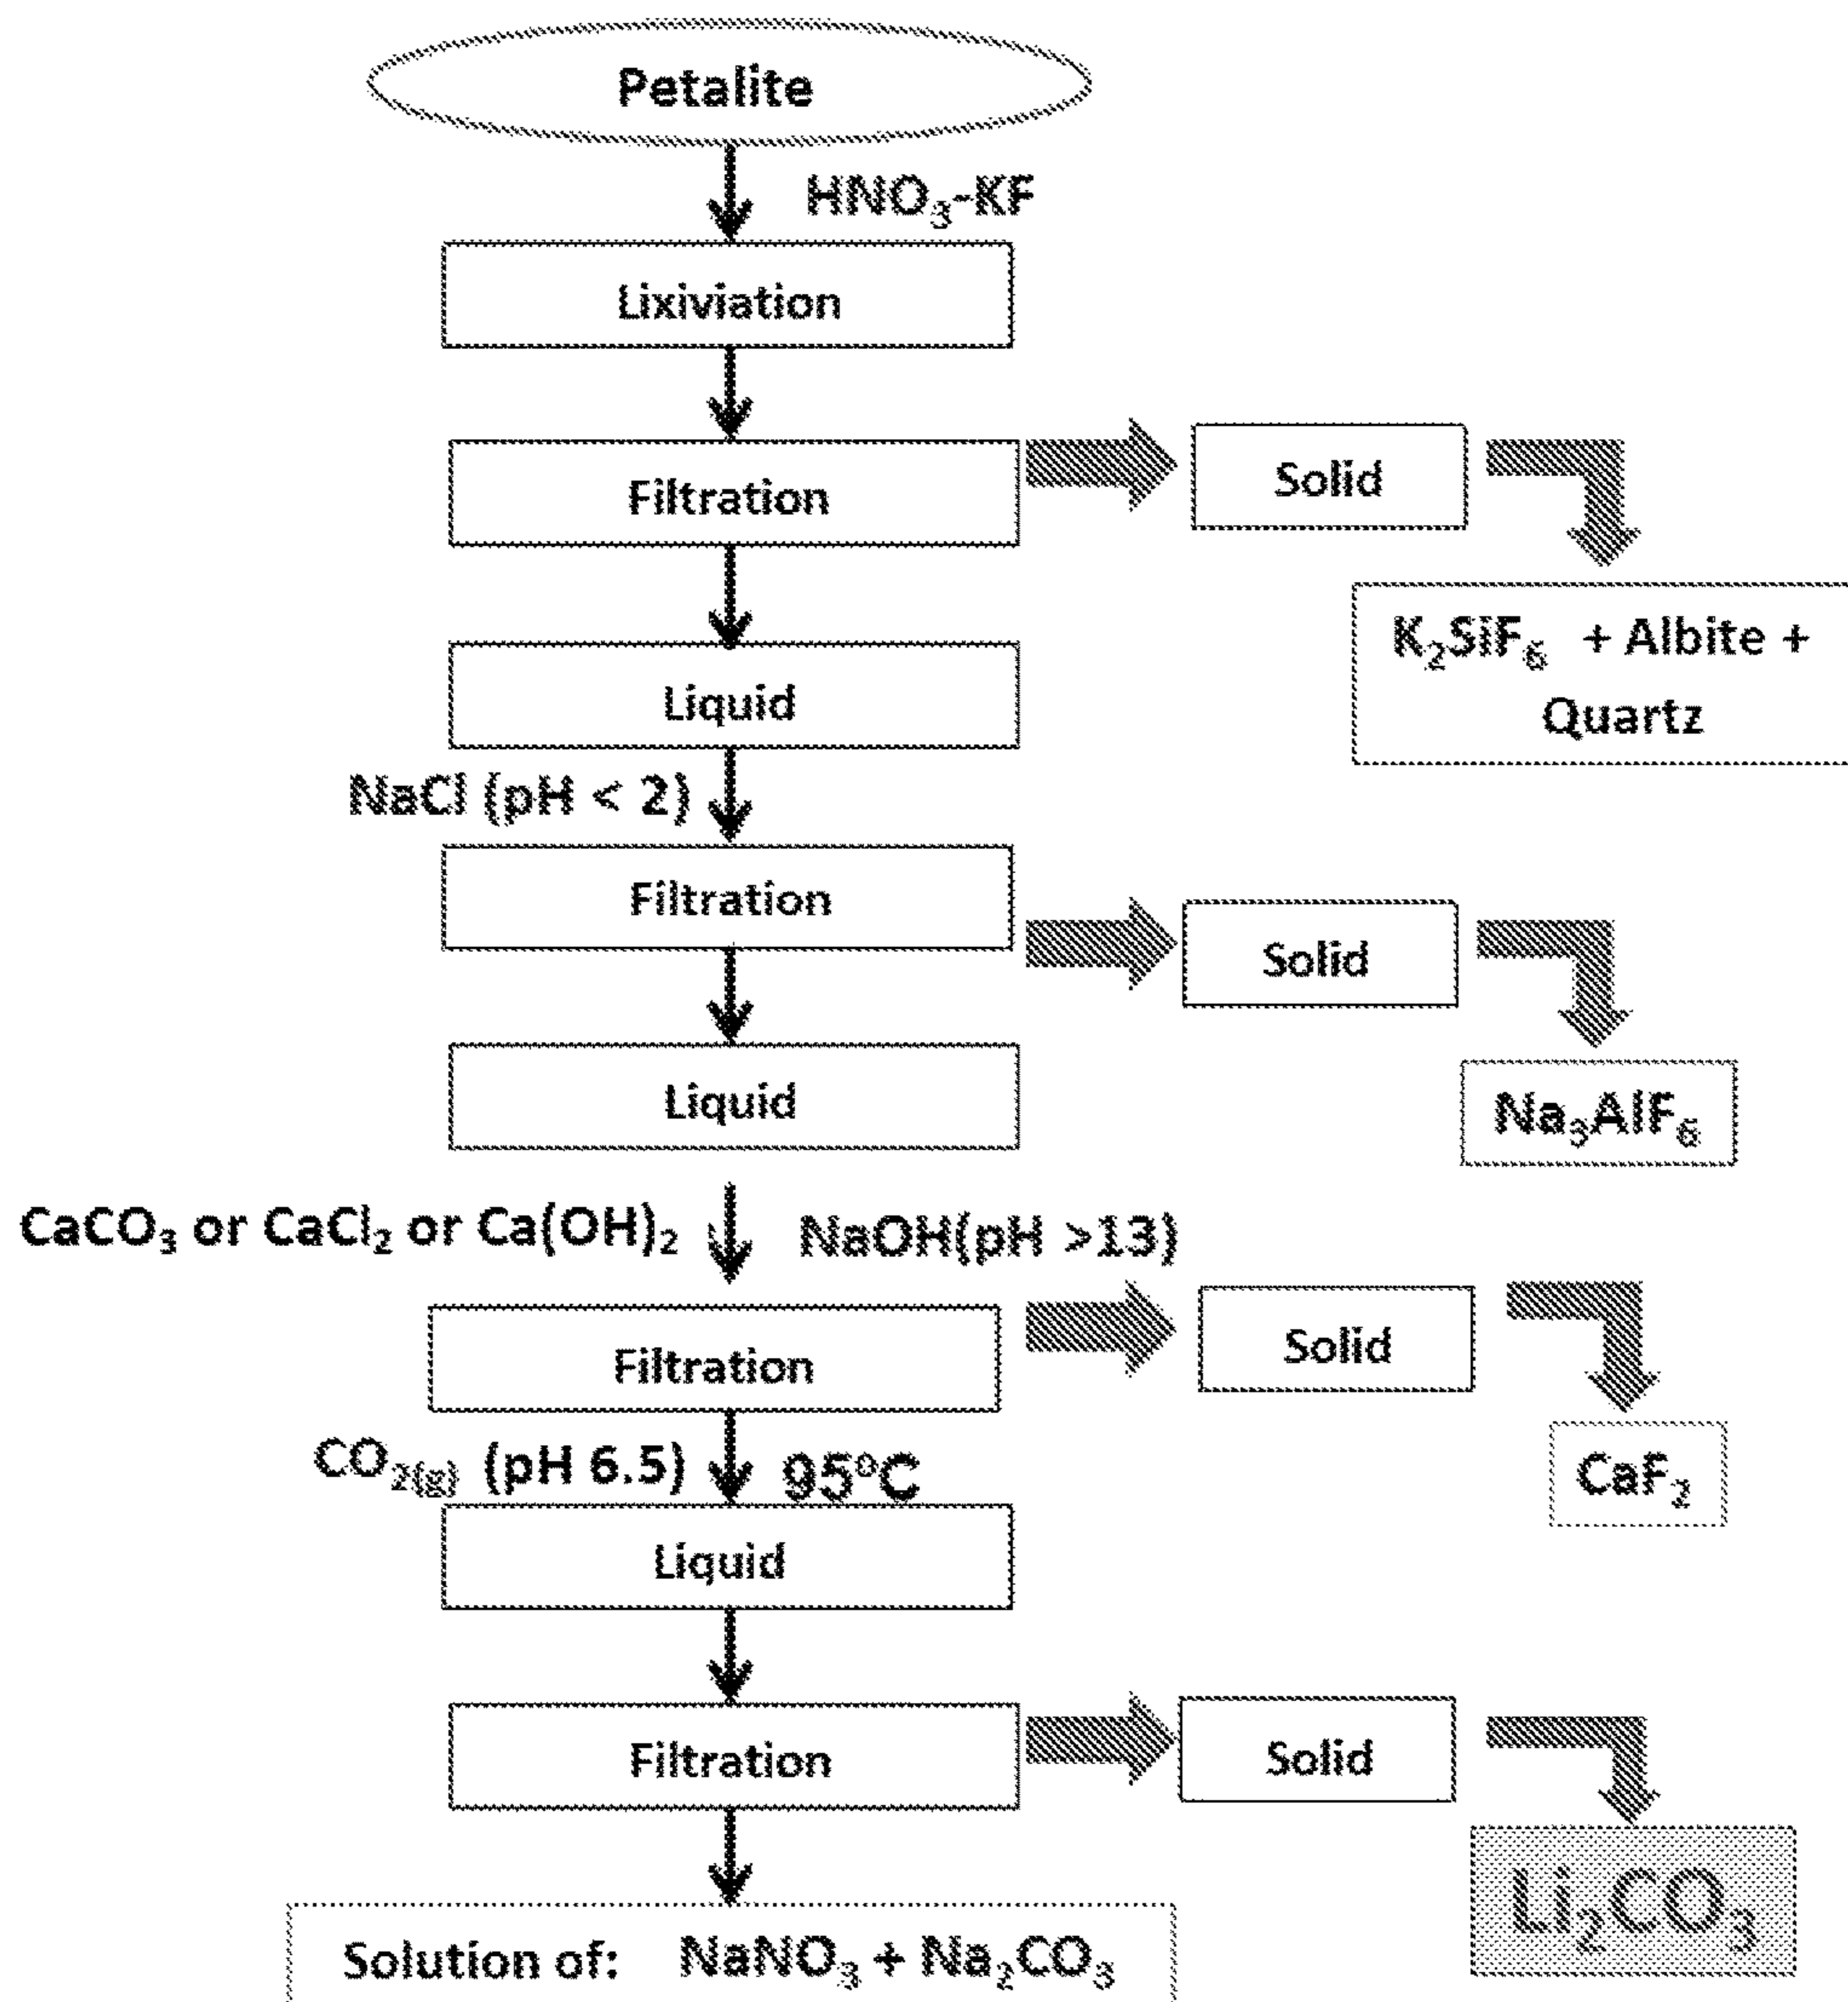 Petalite
HNO₃-KF
Lixiviation
Filtration
Solid
K₂SiF₆ + Albite +
Quartz
Liquid
NaCl (pH < 2)
Filtration
Solid
Na₃AlF₆
Liquid
CaCO₃ or CaCl₂ or Ca(OH)₂
NaOH(pH >13)
Filtration
Solid
CaF₂
CO₂(g) (pH 6.5)
95°C
Liquid
Filtration
Solid
Li₂CO₃
Solution of: NaNO₃ + Na₂CO₃